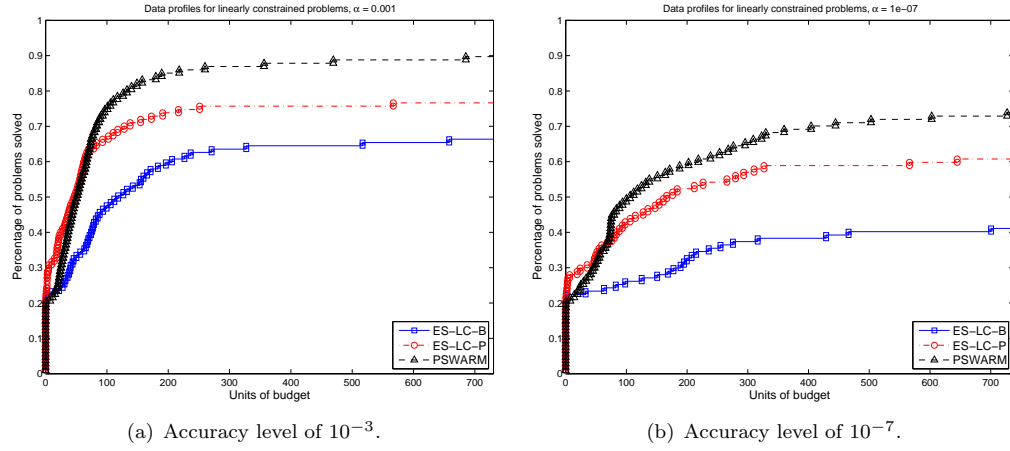 Data profiles for linearly constrained problems, α = 0.001
Percentage of problems solved
1
0.9
0.8
0.7
0.6
0.5
0.4
0.3
0.2
0.1
0
0 100 200 300 400 500 600 700
Units of budget
ES−LC−B
ES−LC−P
PSWARM
(a) Accuracy level of 10⁻³.
Data profiles for linearly constrained problems, α = 1e−07
Percentage of problems solved
1
0.9
0.8
0.7
0.6
0.5
0.4
0.3
0.2
0.1
0
0 100 200 300 400 500 600 700
Units of budget
ES−LC−B
ES−LC−P
PSWARM
(b) Accuracy level of 10⁻⁷.